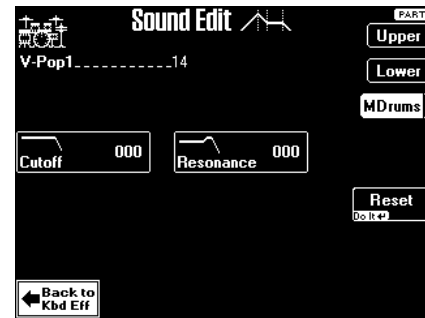 Sound Edit
PART
Upper
V-Pop1___________14
Lower
MDrums
Cutoff 000
Resonance 000
Reset
Do It
Back to
Kbd Eff